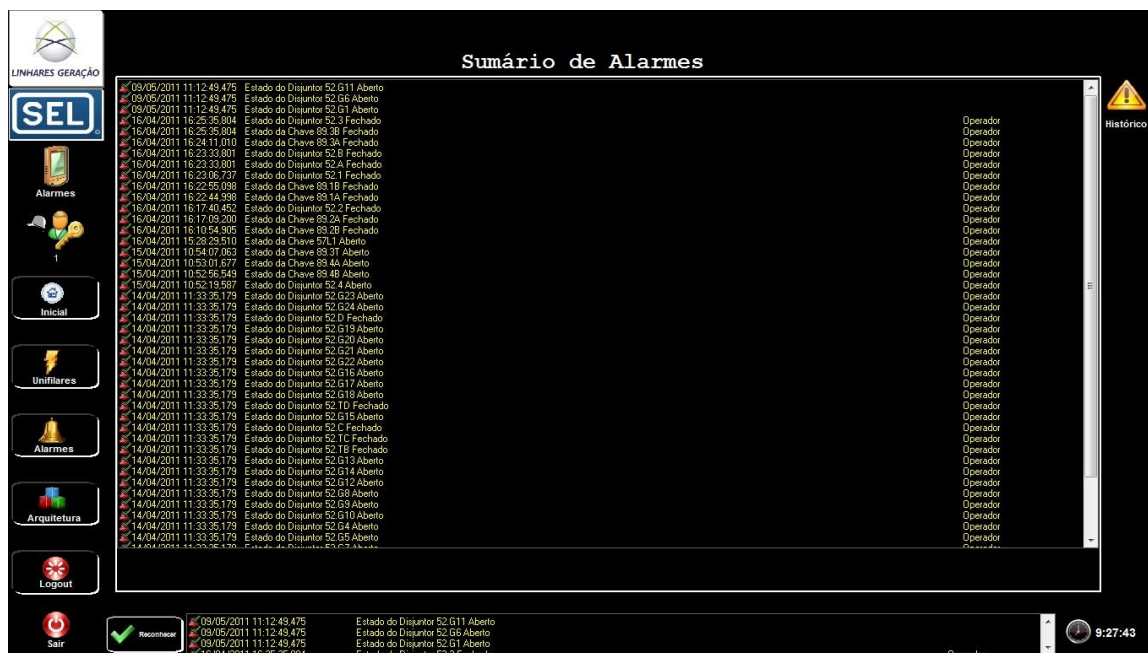 Sumário de Alarmes
LINHARES GERAÇÃO
SEL
Alarmes
1
Inicial
Unifilares
Alarmes
Arquitetura
Logout
Sair
Histórico
09/05/2011 11:12:49,475 Estado do Disjuntor 52.G11 Aberto
09/05/2011 11:12:49,475 Estado do Disjuntor 52.G6 Aberto
09/05/2011 11:12:49,475 Estado do Disjuntor 52.G1 Aberto
16/04/2011 16:25:35,804 Estado do Disjuntor 52.3 Fechado Operador
16/04/2011 16:25:35,804 Estado da Chave 89.3B Fechado Operador
16/04/2011 16:24:11,010 Estado da Chave 89.3A Fechado Operador
16/04/2011 16:23:33,801 Estado do Disjuntor 52.B Fechado Operador
16/04/2011 16:23:33,801 Estado do Disjuntor 52.A Fechado Operador
16/04/2011 16:23:06,737 Estado do Disjuntor 52.1 Fechado Operador
16/04/2011 16:22:55,098 Estado da Chave 89.1B Fechado Operador
16/04/2011 16:22:44,998 Estado da Chave 89.1A Fechado Operador
16/04/2011 16:17:40,452 Estado do Disjuntor 52.2 Fechado Operador
16/04/2011 16:17:09,200 Estado da Chave 89.2A Fechado Operador
16/04/2011 16:10:54,905 Estado da Chave 89.2B Fechado Operador
16/04/2011 15:28:29,510 Estado da Chave 57L1 Aberto Operador
15/04/2011 10:54:07,063 Estado da Chave 89.3T Aberto Operador
15/04/2011 10:53:01,677 Estado da Chave 89.4A Aberto Operador
15/04/2011 10:52:56,549 Estado da Chave 89.4B Aberto Operador
15/04/2011 10:52:19,587 Estado do Disjuntor 52.4 Aberto Operador
14/04/2011 11:33:35,179 Estado do Disjuntor 52.G23 Aberto Operador
14/04/2011 11:33:35,179 Estado do Disjuntor 52.G24 Aberto Operador
14/04/2011 11:33:35,179 Estado do Disjuntor 52.D Fechado Operador
14/04/2011 11:33:35,179 Estado do Disjuntor 52.G19 Aberto Operador
14/04/2011 11:33:35,179 Estado do Disjuntor 52.G20 Aberto Operador
14/04/2011 11:33:35,179 Estado do Disjuntor 52.G21 Aberto Operador
14/04/2011 11:33:35,179 Estado do Disjuntor 52.G22 Aberto Operador
14/04/2011 11:33:35,179 Estado do Disjuntor 52.G16 Aberto Operador
14/04/2011 11:33:35,179 Estado do Disjuntor 52.G17 Aberto Operador
14/04/2011 11:33:35,179 Estado do Disjuntor 52.G18 Aberto Operador
14/04/2011 11:33:35,179 Estado do Disjuntor 52.TD Fechado Operador
14/04/2011 11:33:35,179 Estado do Disjuntor 52.G15 Aberto Operador
14/04/2011 11:33:35,179 Estado do Disjuntor 52.C Fechado Operador
14/04/2011 11:33:35,179 Estado do Disjuntor 52.TC Fechado Operador
14/04/2011 11:33:35,179 Estado do Disjuntor 52.TB Fechado Operador
14/04/2011 11:33:35,179 Estado do Disjuntor 52.G13 Aberto Operador
14/04/2011 11:33:35,179 Estado do Disjuntor 52.G14 Aberto Operador
14/04/2011 11:33:35,179 Estado do Disjuntor 52.G12 Aberto Operador
14/04/2011 11:33:35,179 Estado do Disjuntor 52.G8 Aberto Operador
14/04/2011 11:33:35,179 Estado do Disjuntor 52.G9 Aberto Operador
14/04/2011 11:33:35,179 Estado do Disjuntor 52.G10 Aberto Operador
14/04/2011 11:33:35,179 Estado do Disjuntor 52.G4 Aberto Operador
14/04/2011 11:33:35,179 Estado do Disjuntor 52.G5 Aberto Operador
Reconhecer
09/05/2011 11:12:49,475 Estado do Disjuntor 52.G11 Aberto
09/05/2011 11:12:49,475 Estado do Disjuntor 52.G6 Aberto
09/05/2011 11:12:49,475 Estado do Disjuntor 52.G1 Aberto
9:27:43